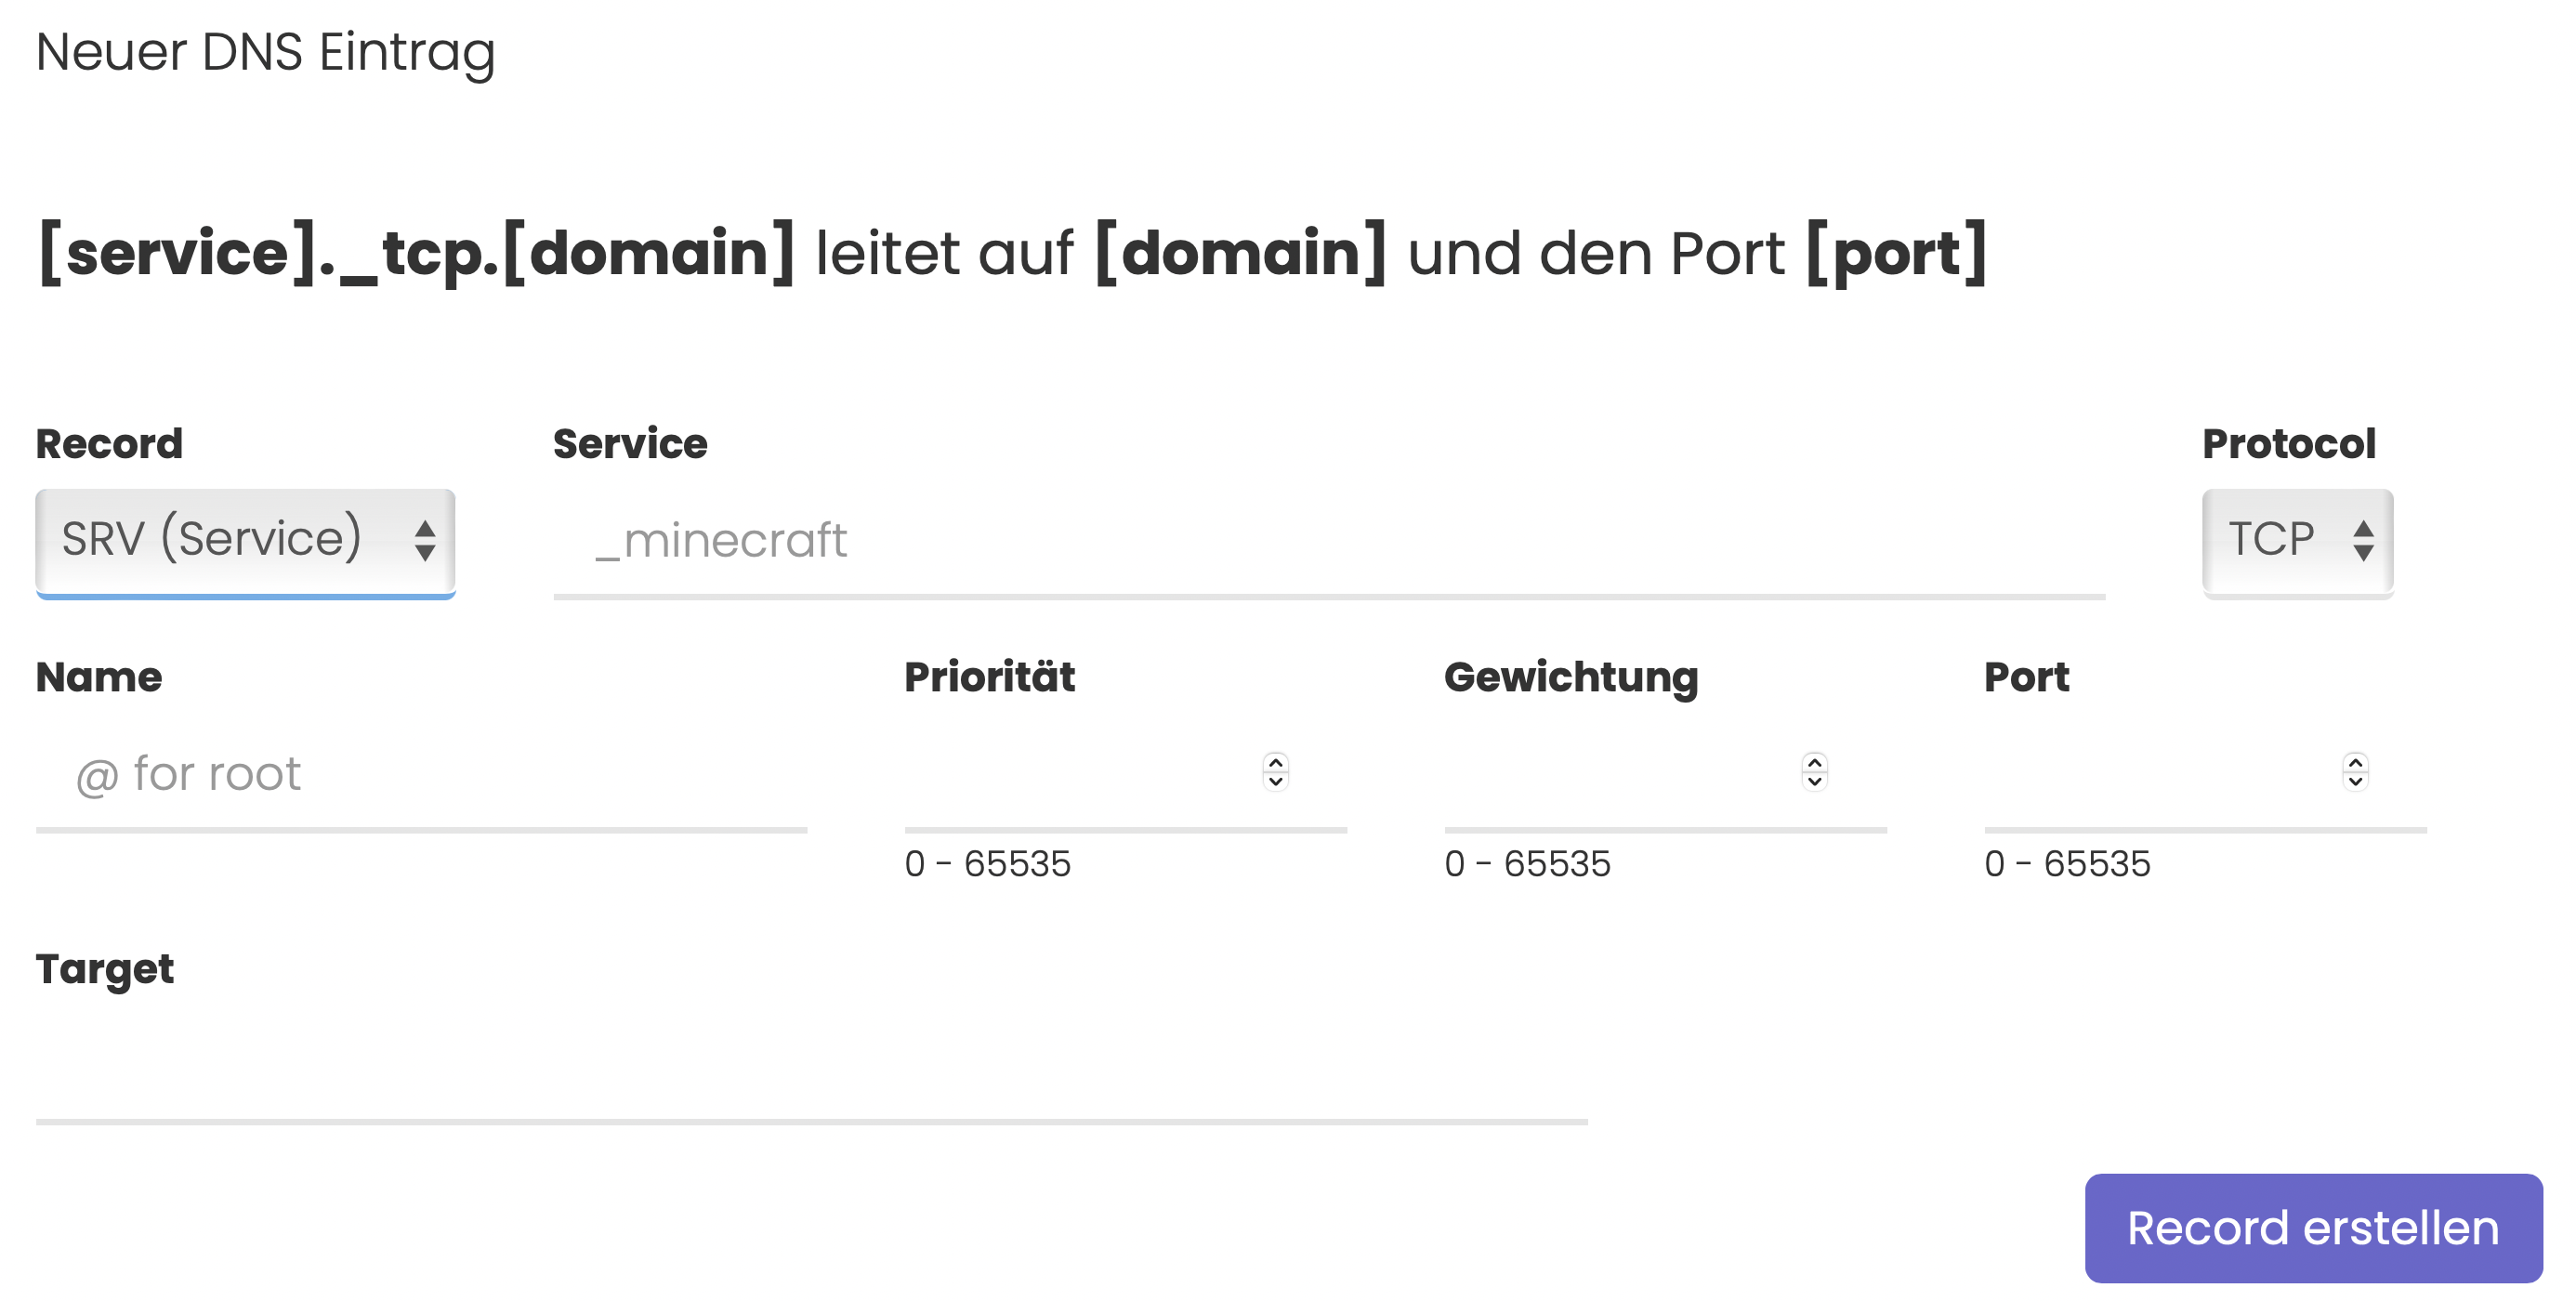 Neuer DNS Eintrag
[service]._tcp.[domain] leitet auf [domain] und den Port [port]
Record Service Protocol
SRV (Service) _minecraft TCP
Name Priorität Gewichtung Port
@ for root
0 - 65535 0 - 65535 0 - 65535
Target
Record erstellen